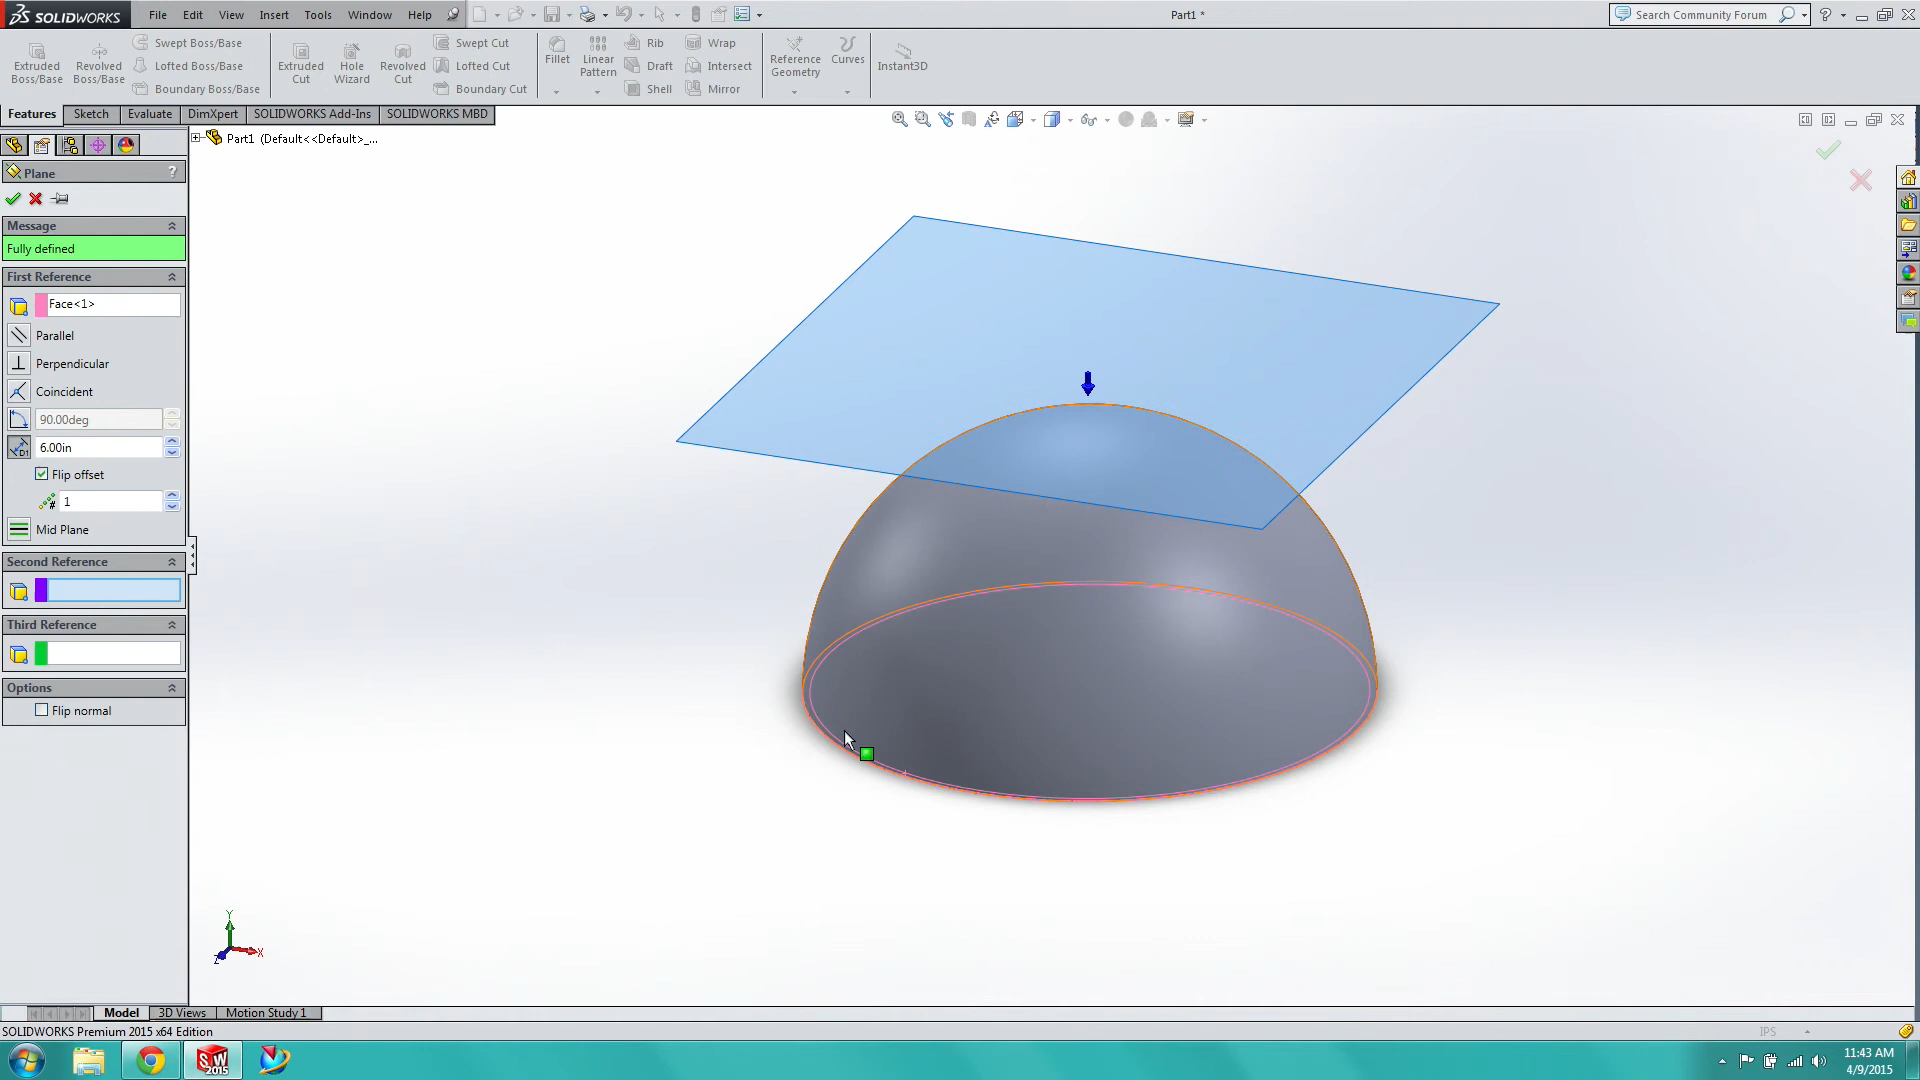 SOLIDWORKS File Edit View Insert Tools Window Help Part1 * Search Community Forum ?
Extruded Boss/Base
Revolved Boss/Base
Swept Boss/Base
Lofted Boss/Base
Boundary Boss/Base
Extruded Cut
Hole Wizard
Revolved Cut
Swept Cut
Lofted Cut
Boundary Cut
Fillet
Linear Pattern
Rib
Draft
Shell
Wrap
Intersect
Mirror
Reference Geometry
Curves
Instant3D
Features Sketch Evaluate DimXpert SOLIDWORKS Add-Ins SOLIDWORKS MBD
Part1 (Default<<Default>_...
Plane ?
Message
Fully defined
First Reference
Face<1>
Parallel
Perpendicular
Coincident
90.00deg
D1 6.00in
Flip offset
# 1
Mid Plane
Second Reference
Third Reference
Options
Flip normal
Y
X
Z
Model 3D Views Motion Study 1
SOLIDWORKS Premium 2015 x64 Edition IPS
SW 2015
11:43 AM
4/9/2015